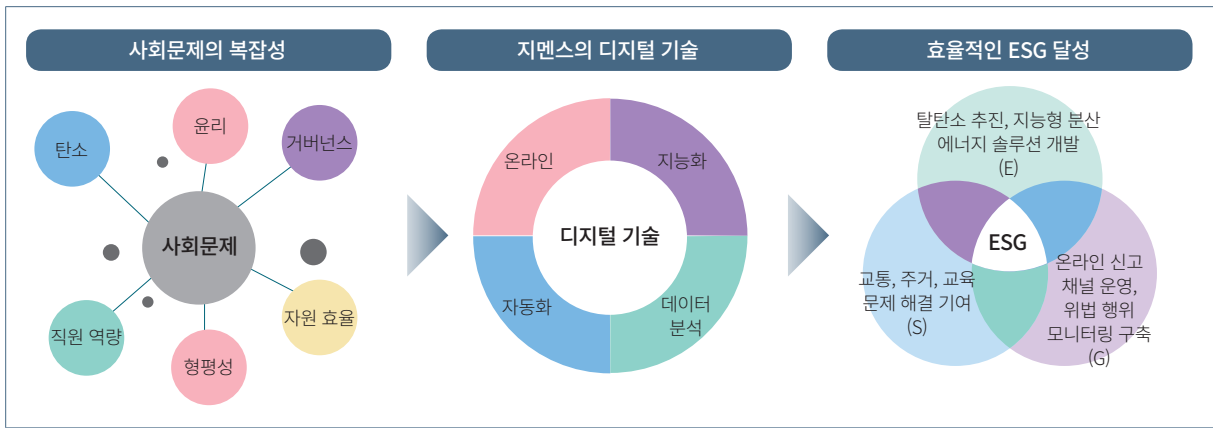 사회문제의 복잡성
탄소
윤리
거버넌스
사회문제
직원 역량
형평성
자원 효율
지멘스의 디지털 기술
온라인
지능화
디지털 기술
자동화
데이터
분석
효율적인 ESG 달성
탈탄소 추진, 지능형 분산
에너지 솔루션 개발
(E)
ESG
교통, 주거, 교육
문제 해결 기여
(S)
온라인 신고
채널 운영,
위법 행위
모니터링 구축
(G)